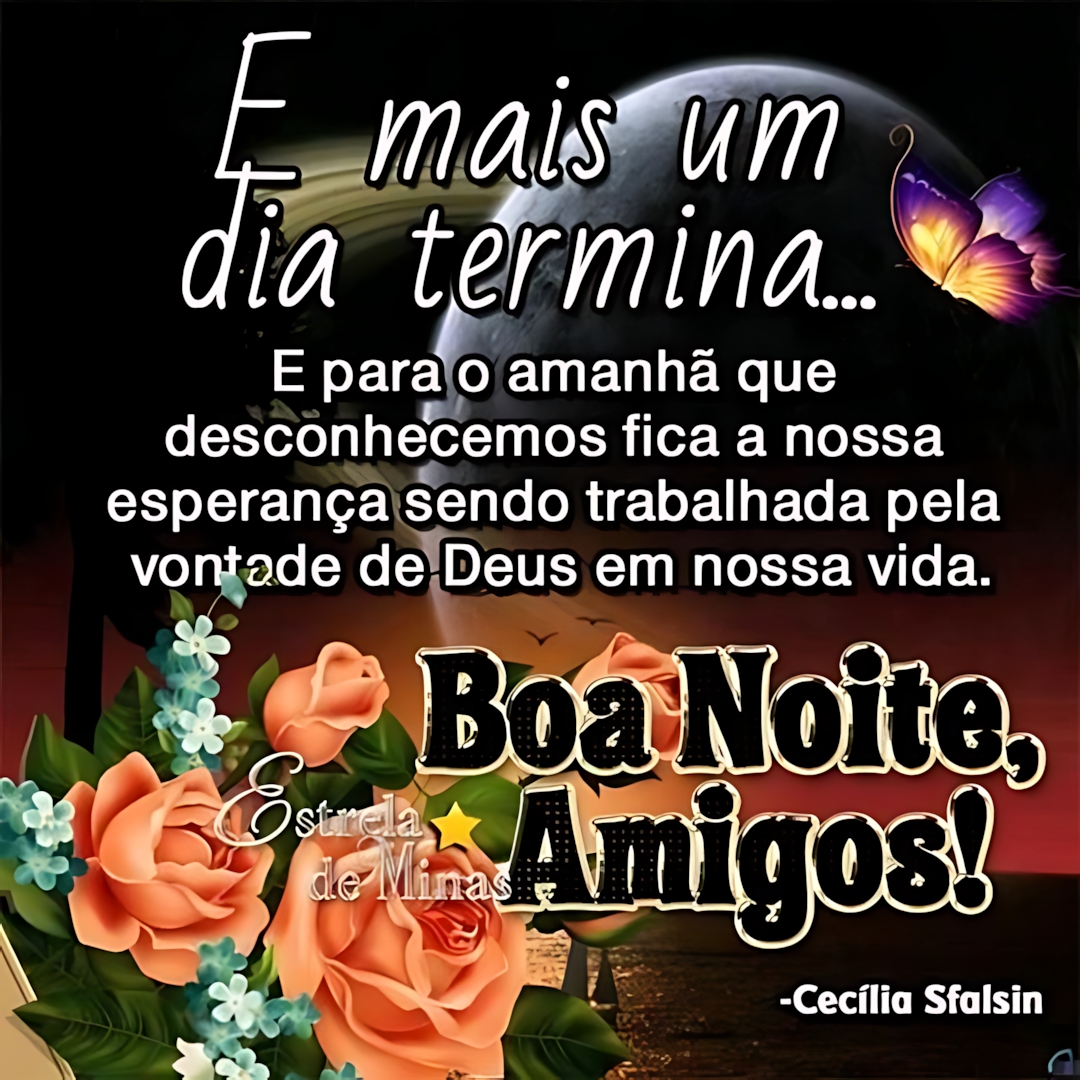 E mais um
dia termina...
E para o amanhã que
desconhecemos fica a nossa
esperança sendo trabalhada pela
vontade de Deus em nossa vida.
Boa Noite,
Amigos!
Estrela
de Minas
-Cecília Sfalsin